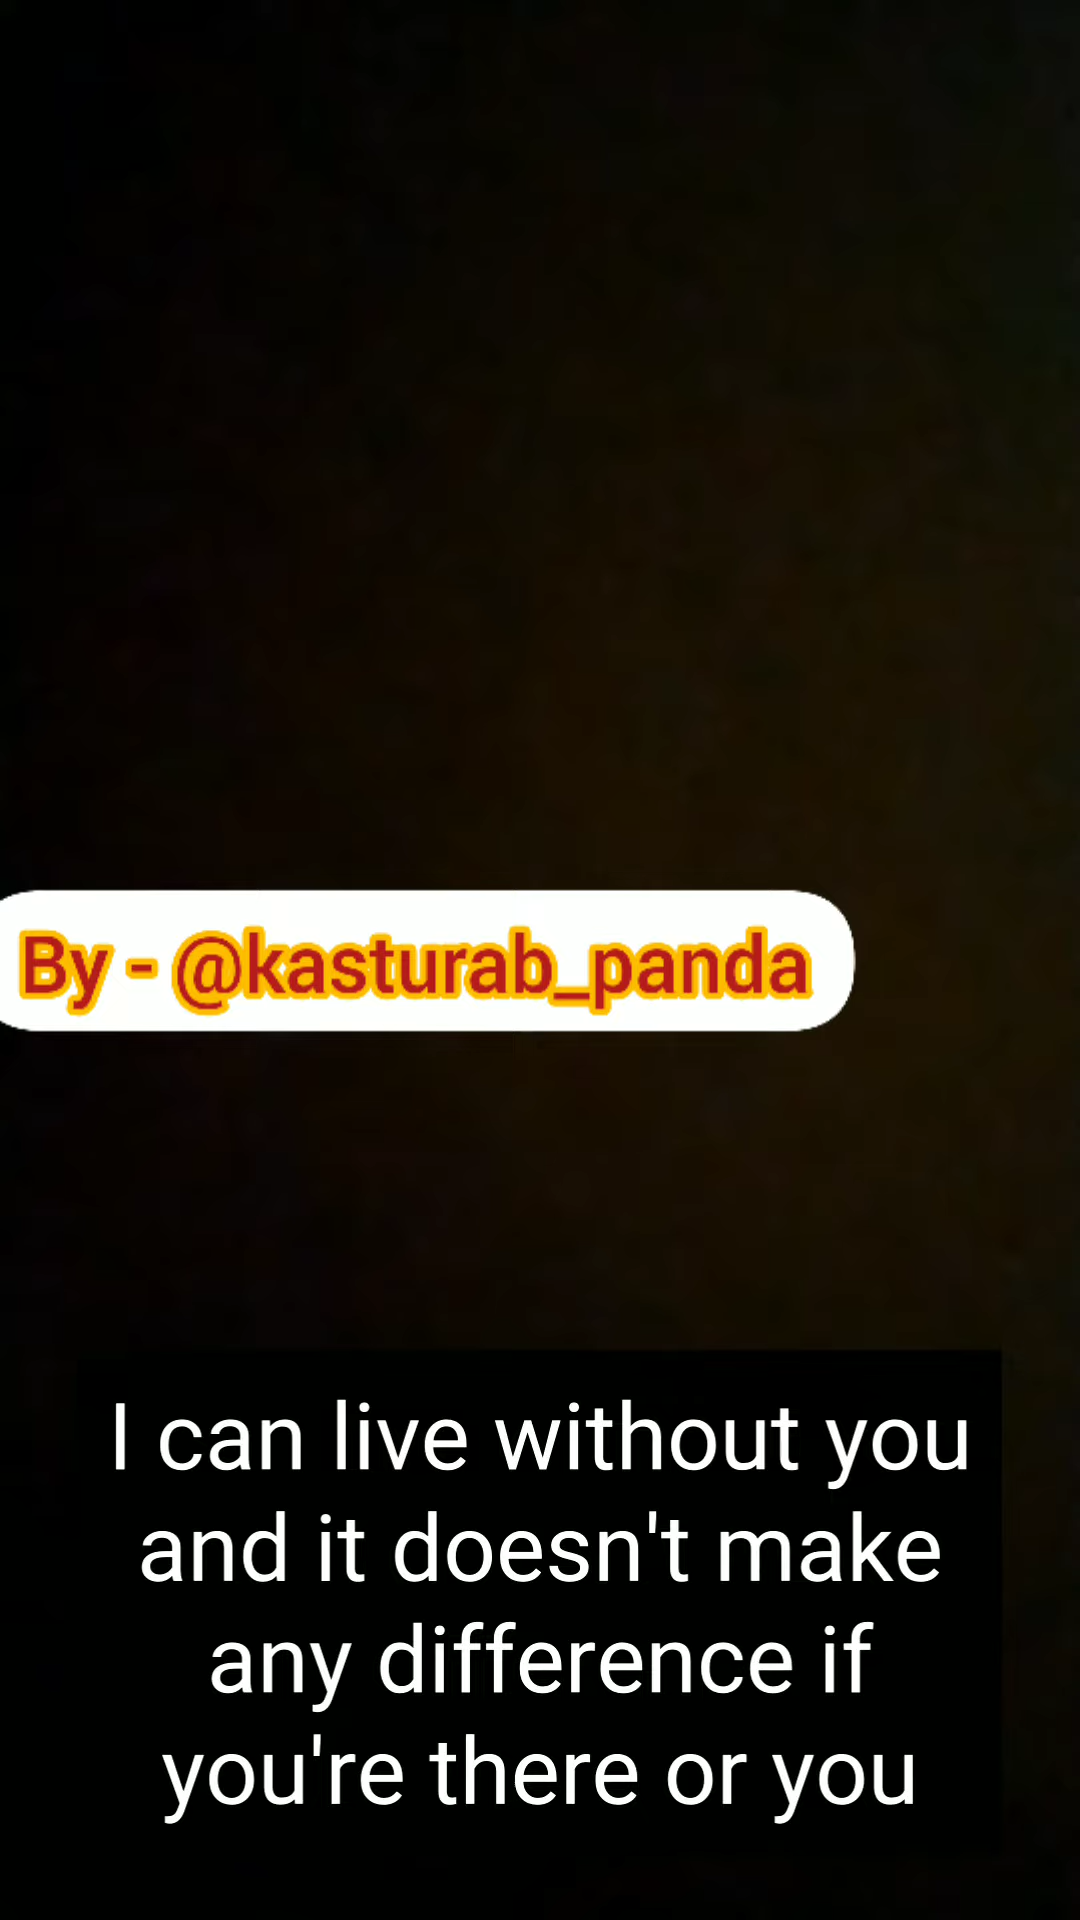 By - @kasturab_panda
I can live without you
and it doesn't make
any difference if
you're there or you